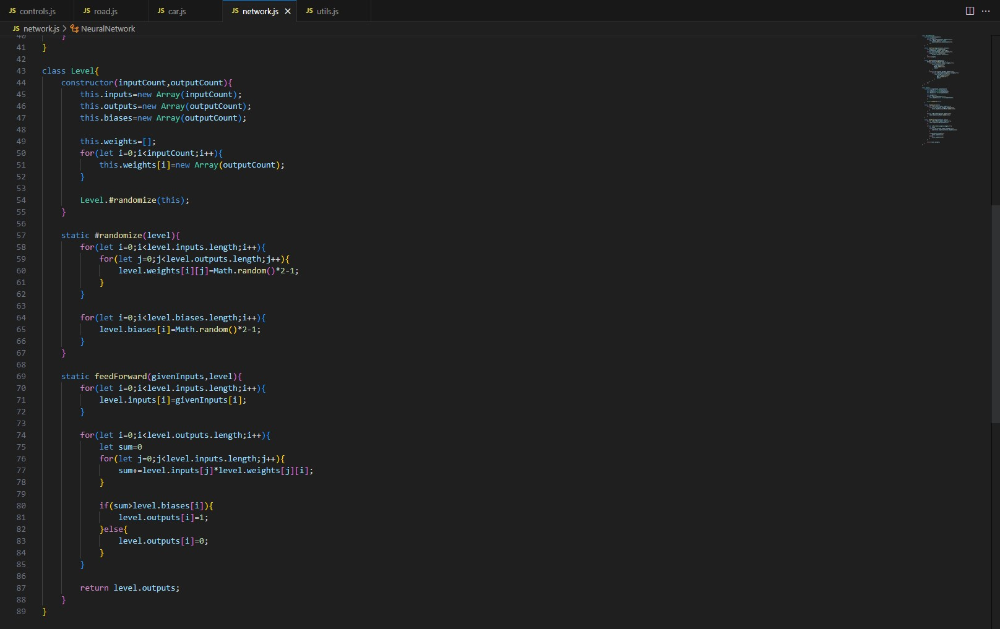 JS controls.js JS road.js JS car.js JS network.js × JS utils.js ···
JS network.js > NeuralNetwork
40 }
41 }
42
43 class Level{
44 constructor(inputCount,outputCount){
45 this.inputs=new Array(inputCount);
46 this.outputs=new Array(outputCount);
47 this.biases=new Array(outputCount);
48
49 this.weights=[];
50 for(let i=0;i<inputCount;i++){
51 this.weights[i]=new Array(outputCount);
52 }
53
54 Level.#randomize(this);
55 }
56
57 static #randomize(level){
58 for(let i=0;i<level.inputs.length;i++){
59 for(let j=0;j<level.outputs.length;j++){
60 level.weights[i][j]=Math.random()*2-1;
61 }
62 }
63
64 for(let i=0;i<level.biases.length;i++){
65 level.biases[i]=Math.random()*2-1;
66 }
67 }
68
69 static feedForward(givenInputs,level){
70 for(let i=0;i<level.inputs.length;i++){
71 level.inputs[i]=givenInputs[i];
72 }
73
74 for(let i=0;i<level.outputs.length;i++){
75 let sum=0
76 for(let j=0;j<level.inputs.length;j++){
77 sum+=level.inputs[j]*level.weights[j][i];
78 }
79
80 if(sum>level.biases[i]){
81 level.outputs[i]=1;
82 }else{
83 level.outputs[i]=0;
84 }
85 }
86
87 return level.outputs;
88 }
89 }